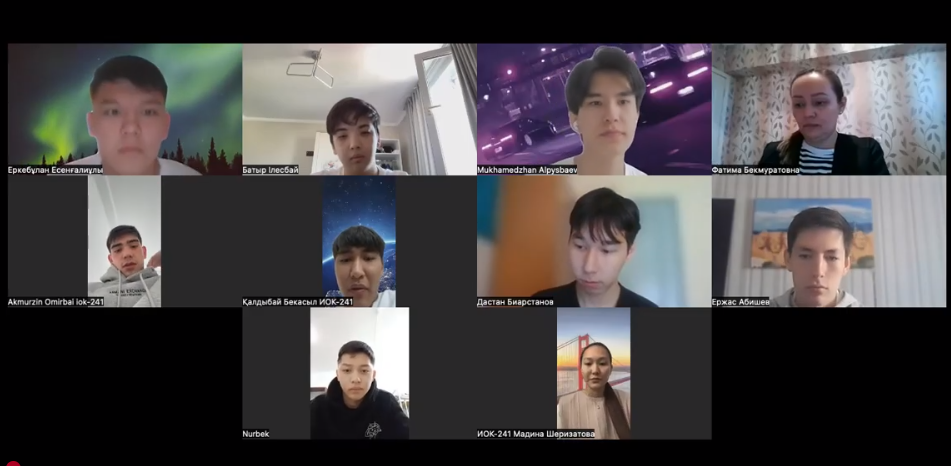 Еркебұлан Есенғалиұлы
Батыр Ілесбай
Mukhamedzhan Alpysbaev
Фатима Бекмуратовна
Akmurzin Omirbai iok-241
Қалдыбай Бекасыл ИОК-241
Дастан Биарстанов
Ержас Абишев
Nurbek
ИОК-241 Мадина Шеризатова